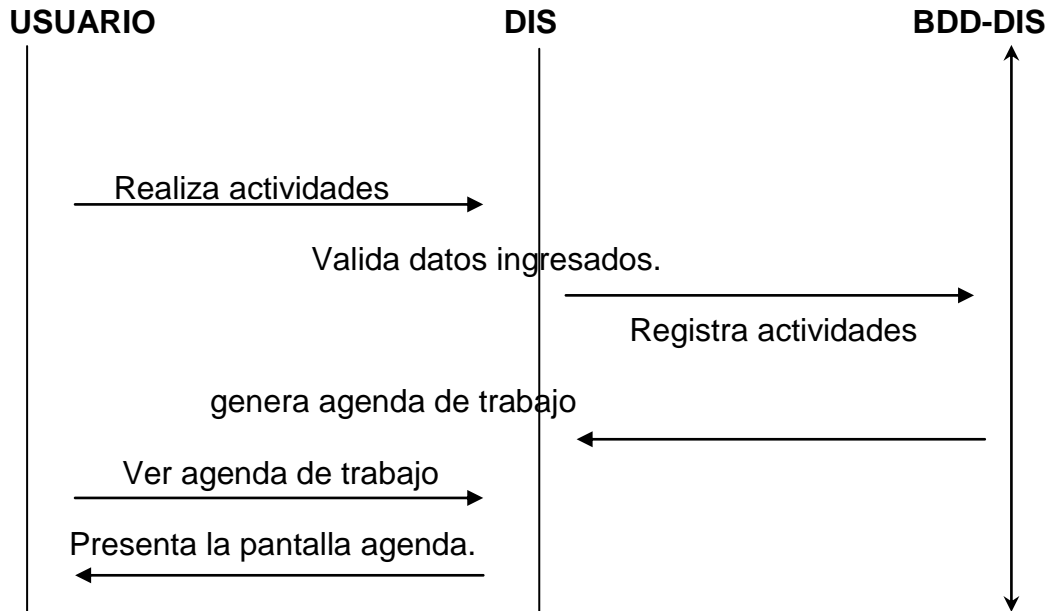 USUARIO DIS BDD-DIS
Realiza actividades
Valida datos ingresados.
Registra actividades
genera agenda de trabajo
Ver agenda de trabajo
Presenta la pantalla agenda.